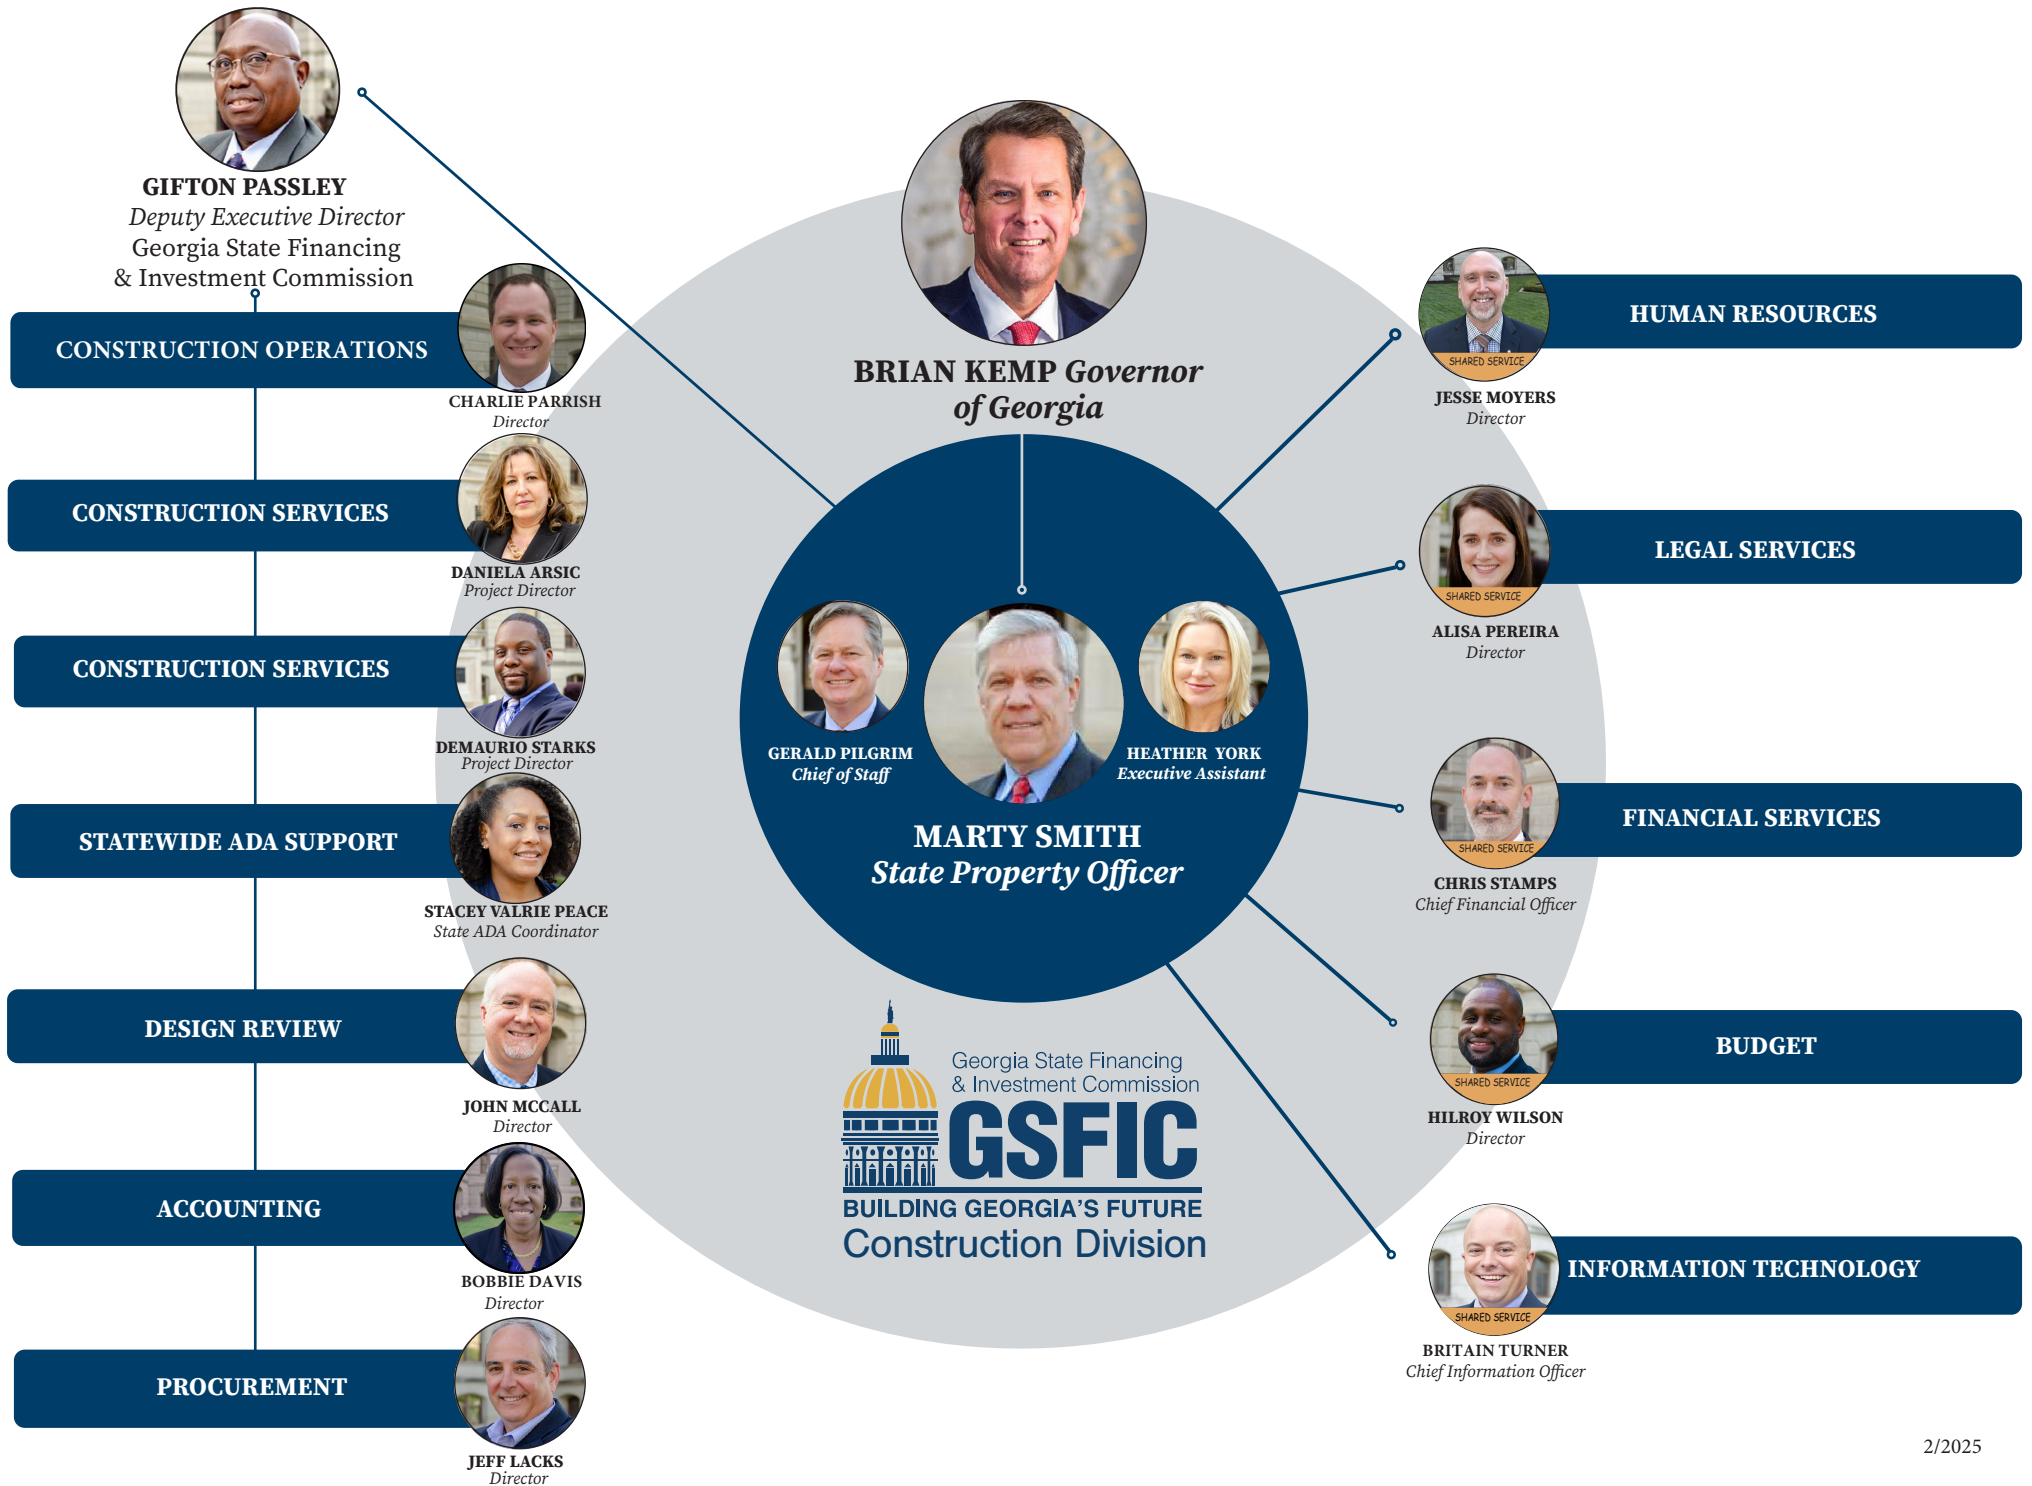 GIFTON PASSLEY
Deputy Executive Director
Georgia State Financing
& Investment Commission
CONSTRUCTION OPERATIONS
CHARLIE PARRISH
Director
CONSTRUCTION SERVICES
DANIELA ARSIC
Project Director
CONSTRUCTION SERVICES
DEMAURIO STARKS
Project Director
STATEWIDE ADA SUPPORT
STACEY VALRIE PEACE
State ADA Coordinator
DESIGN REVIEW
JOHN MCCALL
Director
ACCOUNTING
BOBBIE DAVIS
Director
PROCUREMENT
JEFF LACKS
Director
ORGIA
BRIAN KEMP Governor
of Georgia
GERALD PILGRIM
Chief of Staff
HEATHER YORK
Executive Assistant
MARTY SMITH
State Property Officer
Georgia State Financing
& Investment Commission
GSFIC
BUILDING GEORGIA'S FUTURE
Construction Division
HUMAN RESOURCES
SHARED SERVICE
JESSE MOYERS
Director
LEGAL SERVICES
SHARED SERVICE
ALISA PEREIRA
Director
FINANCIAL SERVICES
SHARED SERVICE
CHRIS STAMPS
Chief Financial Officer
BUDGET
SHARED SERVICE
HILROY WILSON
Director
INFORMATION TECHNOLOGY
SHARED SERVICE
BRITAIN TURNER
Chief Information Officer
2/2025